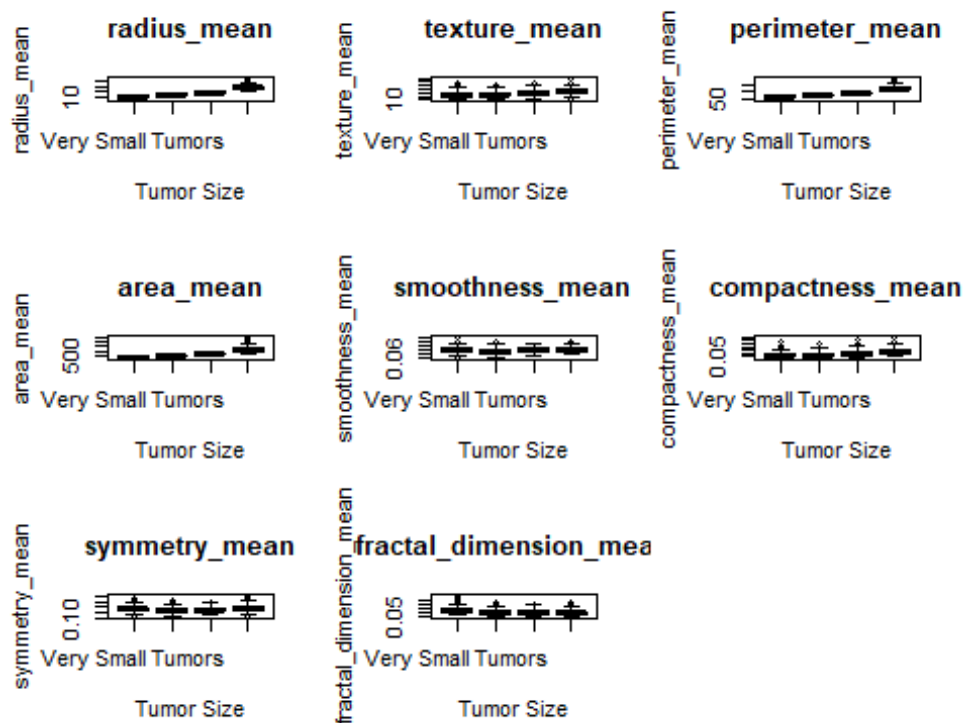 radius_mean
radius_mean
10
Very Small Tumors
Tumor Size
texture_mean
texture_mean
10
Very Small Tumors
Tumor Size
perimeter_mean
perimeter_mean
50
Very Small Tumors
Tumor Size
area_mean
area_mean
500
Very Small Tumors
Tumor Size
smoothness_mean
smoothness_mean
0.06
Very Small Tumors
Tumor Size
compactness_mean
compactness_mean
0.05
Very Small Tumors
Tumor Size
symmetry_mean
symmetry_mean
0.10
Very Small Tumors
Tumor Size
fractal_dimension_mea
fractal_dimension_mean
0.05
Very Small Tumors
Tumor Size